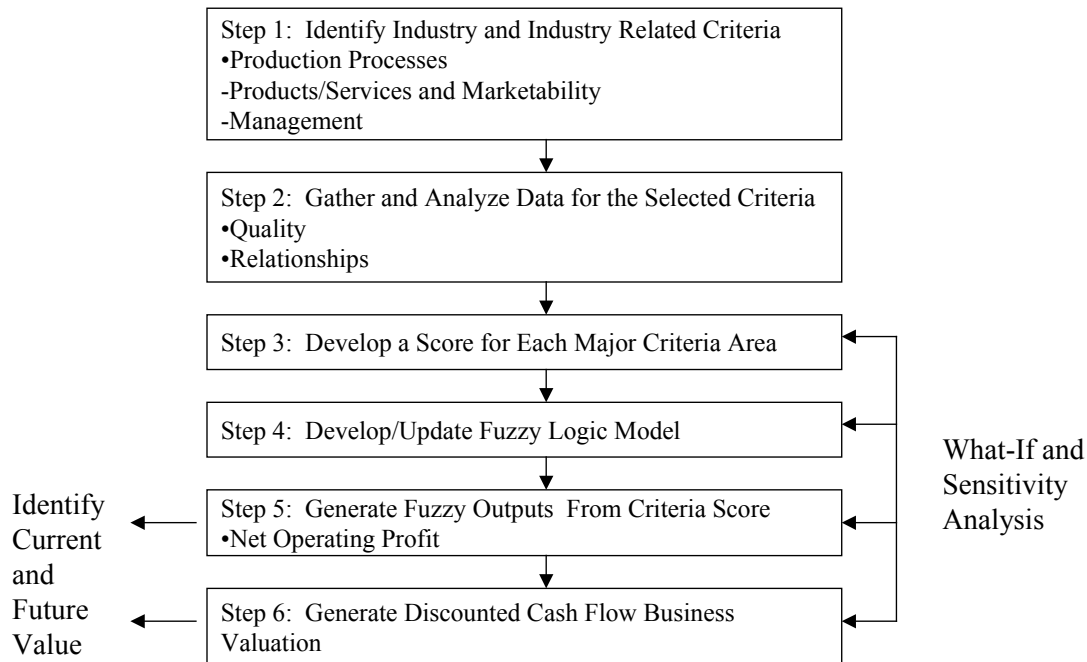 Step 1:  Identify Industry and Industry Related Criteria
•Production Processes
-Products/Services and Marketability
-Management
Step 2:  Gather and Analyze Data for the Selected Criteria
•Quality
•Relationships
Step 3:  Develop a Score for Each Major Criteria Area
Step 4:  Develop/Update Fuzzy Logic Model
Step 5:  Generate Fuzzy Outputs  From Criteria Score
•Net Operating Profit
Step 6:  Generate Discounted Cash Flow Business
Valuation
Identify
Current
and
Future
Value
What-If and
Sensitivity
Analysis